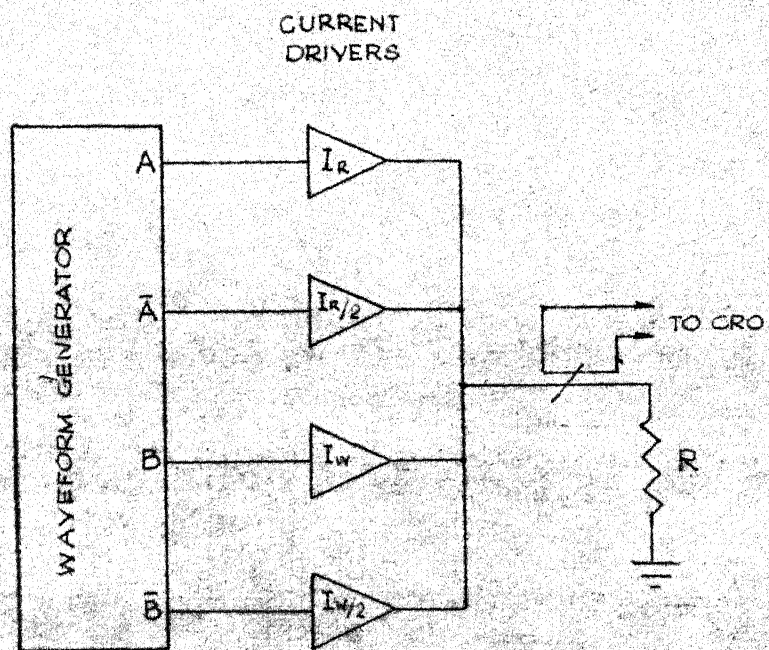 CURRENT
DRIVERS
A
I_R
WAVEFORM GENERATOR
Ā
I_R/2
TO CRO
B
I_W
R
B̄
I_W/2